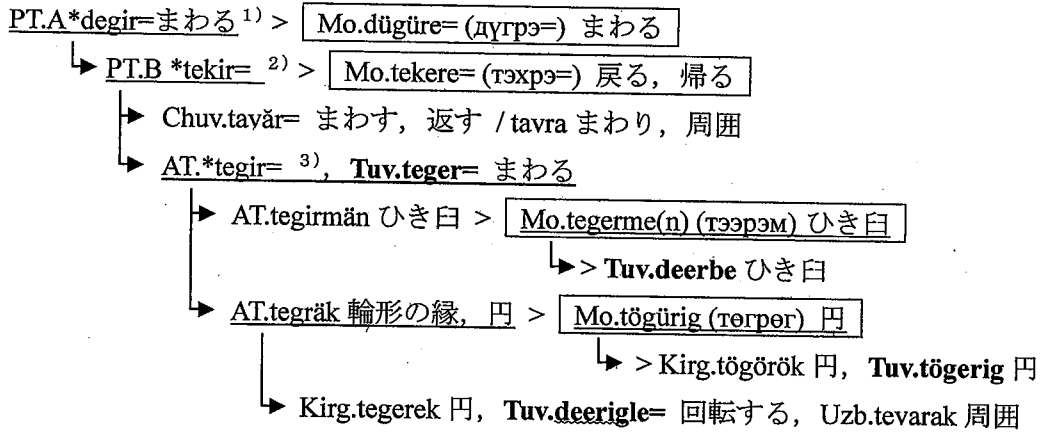 PT.A*degir=まわる 1) > Mo.dügüre= (дүгрэ=) まわる
PT.B *tekir= 2) > Mo.tekere= (тэхрэ=) 戻る，帰る
Chuv.tavăr= まわす，返す / tavra まわり，周囲
AT.*tegir= 3)，Tuv.teger= まわる
AT.tegirmän ひき臼 > Mo.tegerme(n) (тээрэм) ひき臼
> Tuv.deerbe ひき臼
AT.tegräk 輪形の縁，円 > Mo.tögürig (төгрөг) 円
> Kirg.tögörök 円，Tuv.tögerig 円
Kirg.tegerek 円，Tuv.deerigle= 回転する，Uzb.tevarak 周囲